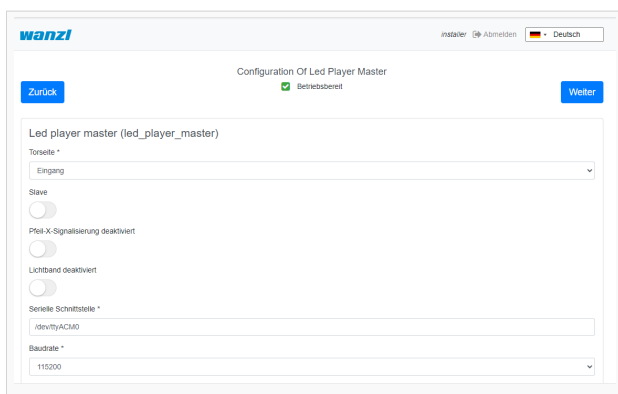 wanzl
installer Abmelden Deutsch
Configuration Of Led Player Master
Zurück Betriebsbereit Weiter
Led player master (led_player_master)
Torseite *
Eingang
Slave
Pfeil-X-Signalisierung deaktiviert
Lichtband deaktiviert
Serielle Schnittstelle *
/dev/ttyACM0
Baudrate *
115200